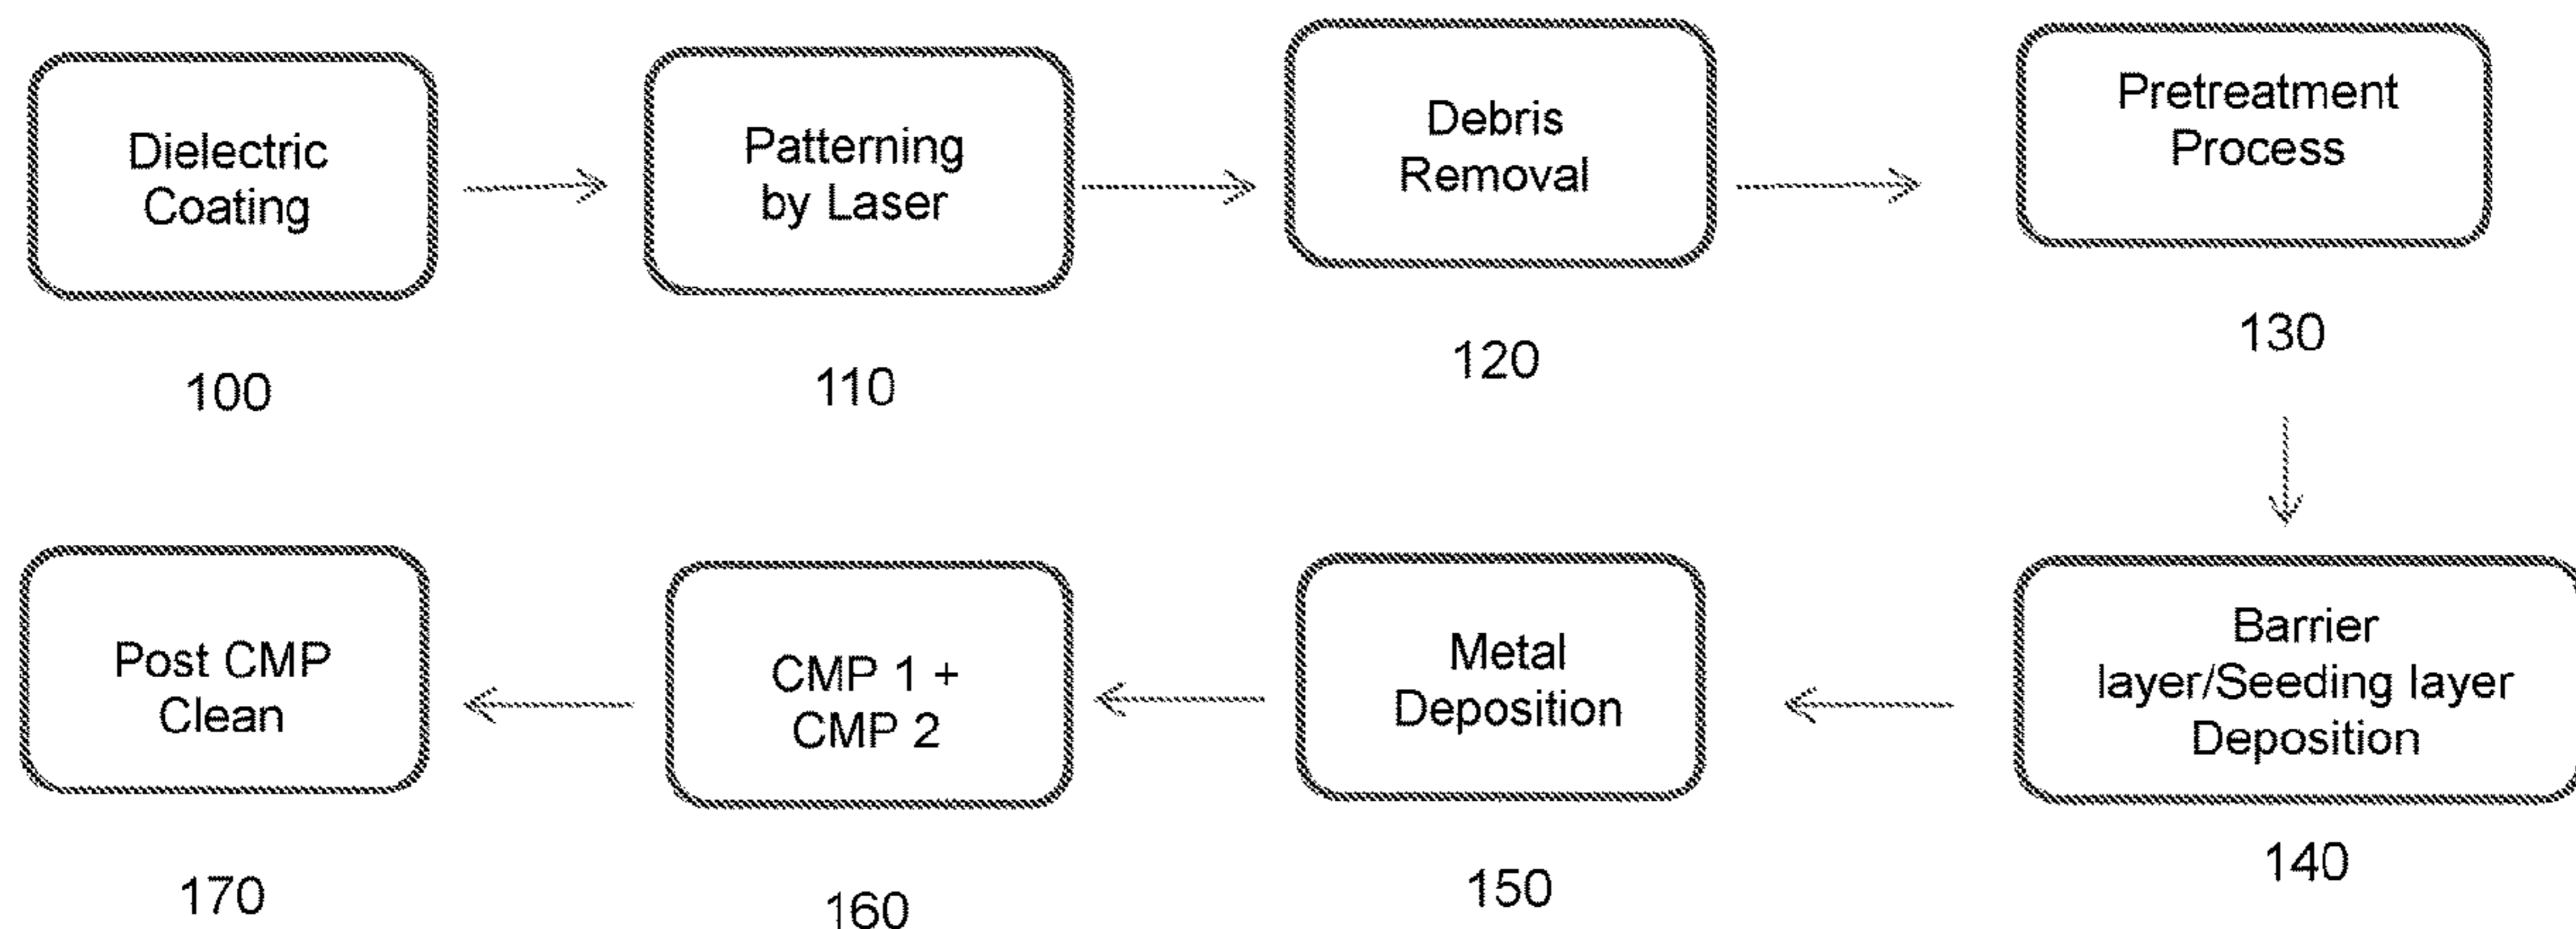 Dielectric
Coating
100
Patterning
by Laser
110
Debris
Removal
120
Pretreatment
Process
130
Barrier
layer/Seeding layer
Deposition
140
Metal
Deposition
150
CMP 1 +
CMP 2
160
Post CMP
Clean
170